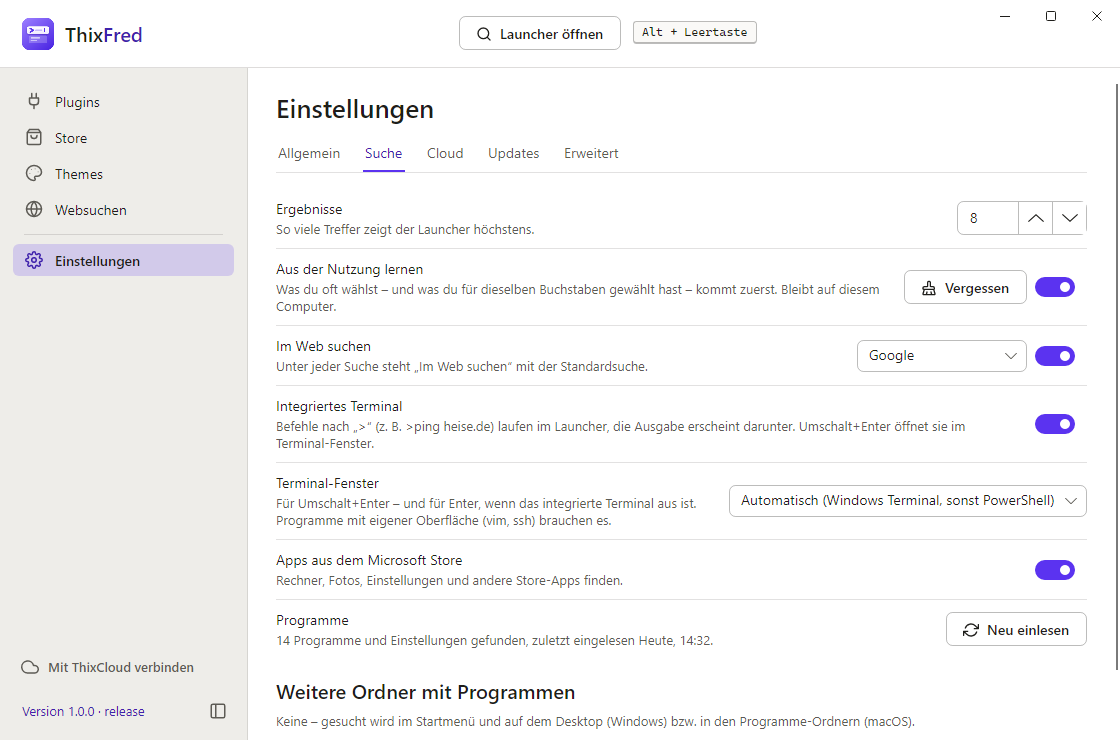 ThixFred
Launcher öffnen
Alt + Leertaste
Plugins
Store
Themes
Websuchen
Einstellungen
Mit ThixCloud verbinden
Version 1.0.0 · release
Einstellungen
Allgemein
Suche
Cloud
Updates
Erweitert
Ergebnisse
So viele Treffer zeigt der Launcher höchstens.
8
Aus der Nutzung lernen
Was du oft wählst – und was du für dieselben Buchstaben gewählt hast – kommt zuerst. Bleibt auf diesem
Computer.
Vergessen
Im Web suchen
Unter jeder Suche steht „Im Web suchen“ mit der Standardsuche.
Google
Integriertes Terminal
Befehle nach „>“ (z. B. >ping heise.de) laufen im Launcher, die Ausgabe erscheint darunter. Umschalt+Enter öffnet sie im
Terminal-Fenster.
Terminal-Fenster
Für Umschalt+Enter – und für Enter, wenn das integrierte Terminal aus ist.
Programme mit eigener Oberfläche (vim, ssh) brauchen es.
Automatisch (Windows Terminal, sonst PowerShell)
Apps aus dem Microsoft Store
Rechner, Fotos, Einstellungen und andere Store-Apps finden.
Programme
14 Programme und Einstellungen gefunden, zuletzt eingelesen Heute, 14:32.
Neu einlesen
Weitere Ordner mit Programmen
Keine – gesucht wird im Startmenü und auf dem Desktop (Windows) bzw. in den Programme-Ordnern (macOS).